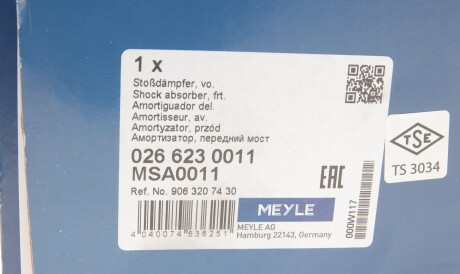 1 x
Stoßdämpfer, vo.
Shock absorber, frt.
Amortiguador del.
Amortisseur, av.
Amortyzator, przód
Амортизатор, передний мост
026 623 0011
MSA0011
Ref. No. 906 320 74 30
EAC
MEYLE
MEYLE AG
Hamburg 22143, Germany
4 040074 636251
000W117
TSE
TS 3034